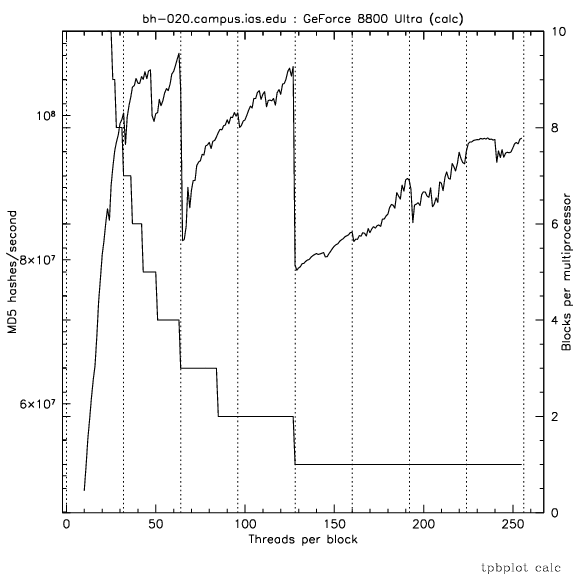 bh-020.campus.ias.edu : GeForce 8800 Ultra (calc)
10
10⁸
8
MD5 hashes/second
6
Blocks per multiprocessor
8×10⁷
4
6×10⁷
2
0
0 50 100 150 200 250
Threads per block
tpbplot calc